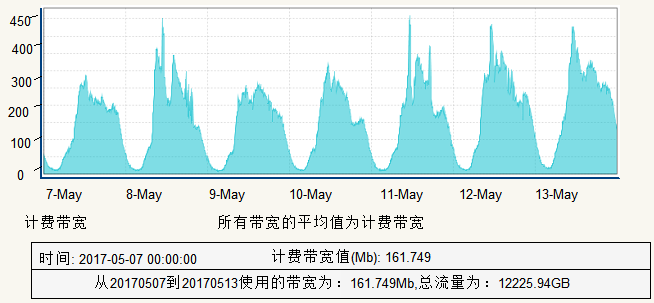 450
400
300
200
100
0
7-May 8-May 9-May 10-May 11-May 12-May 13-May
计费带宽 所有带宽的平均值为计费带宽
时间: 2017-05-07 00:00:00 计费带宽值(Mb): 161.749
从20170507到20170513使用的带宽为：161.749Mb,总流量为：12225.94GB